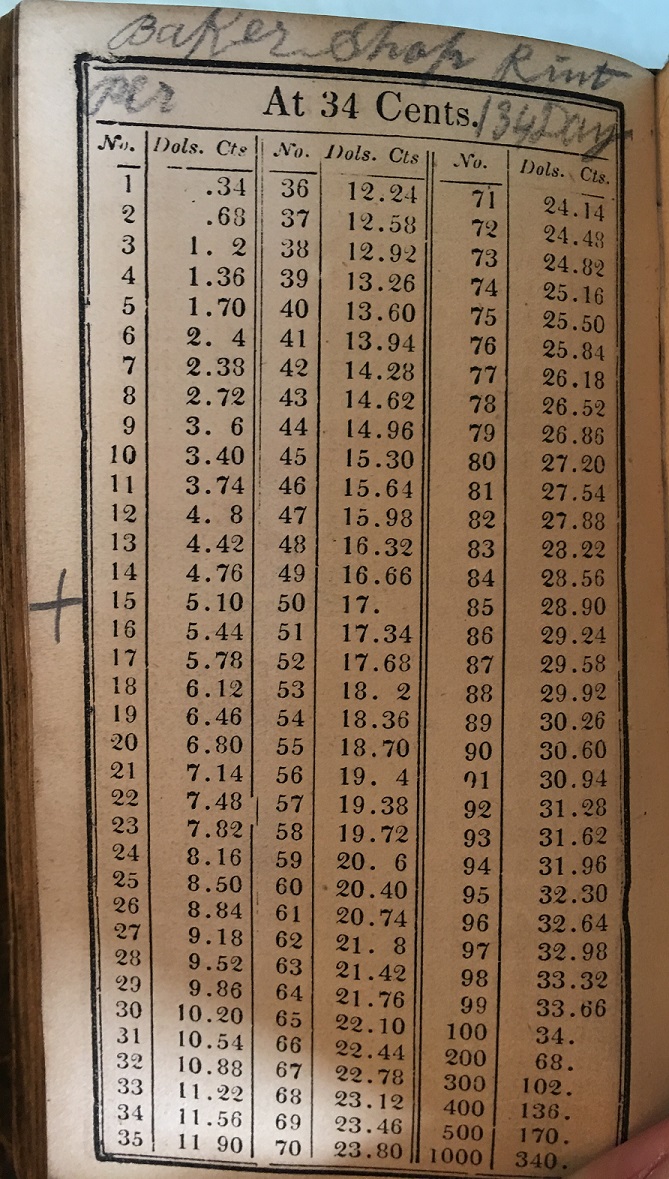 Baker Shop Rint
Per At 34 Cents. 134 Day
No. Dols. Cts No. Dols. Cts No. Dols. Cts.
1 .34 36 12.24 71 24.14
2 .68 37 12.58 72 24.48
3 1. 2 38 12.92 73 24.82
4 1.36 39 13.26 74 25.16
5 1.70 40 13.60 75 25.50
6 2. 4 41 13.94 76 25.84
7 2.38 42 14.28 77 26.18
8 2.72 43 14.62 78 26.52
9 3. 6 44 14.96 79 26.86
10 3.40 45 15.30 80 27.20
11 3.74 46 15.64 81 27.54
12 4. 8 47 15.98 82 27.88
13 4.42 48 16.32 83 28.22
14 4.76 49 16.66 84 28.56
+ 15 5.10 50 17. 85 28.90
16 5.44 51 17.34 86 29.24
17 5.78 52 17.68 87 29.58
18 6.12 53 18. 2 88 29.92
19 6.46 54 18.36 89 30.26
20 6.80 55 18.70 90 30.60
21 7.14 56 19. 4 91 30.94
22 7.48 57 19.38 92 31.28
23 7.82 58 19.72 93 31.62
24 8.16 59 20. 6 94 31.96
25 8.50 60 20.40 95 32.30
26 8.84 61 20.74 96 32.64
27 9.18 62 21. 8 97 32.98
28 9.52 63 21.42 98 33.32
29 9.86 64 21.76 99 33.66
30 10.20 65 22.10 100 34.
31 10.54 66 22.44 200 68.
32 10.88 67 22.78 300 102.
33 11.22 68 23.12 400 136.
34 11.56 69 23.46 500 170.
35 11 90 70 23.80 1000 340.